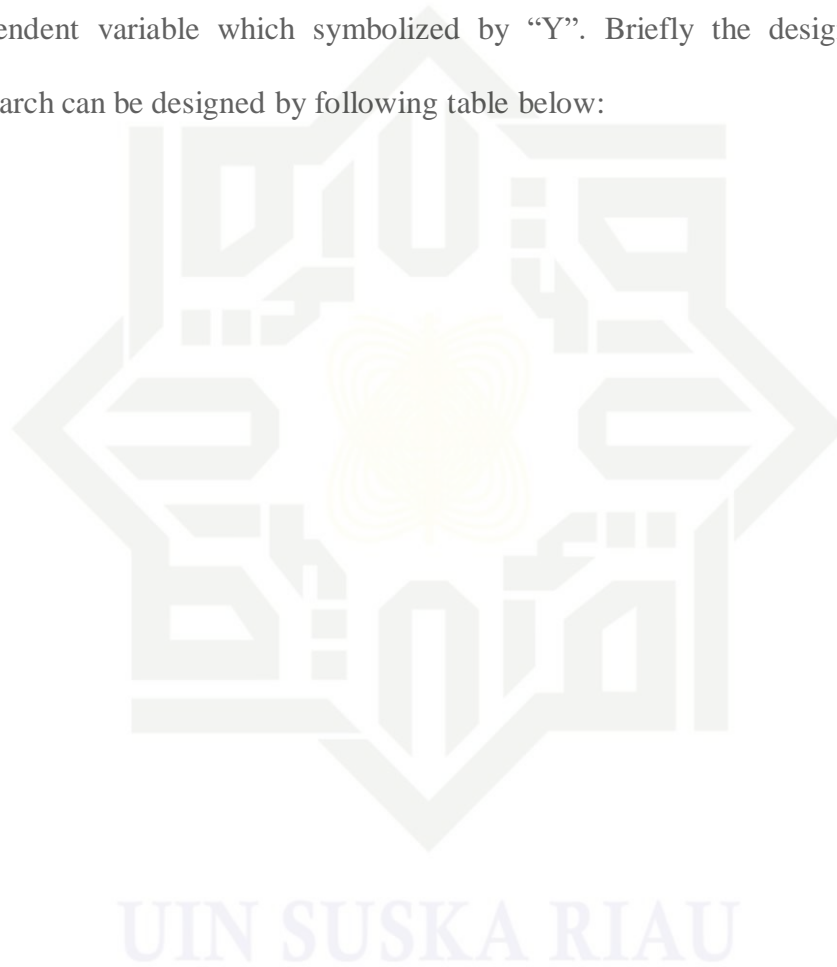 endent variable which symbolized by “Y”. Briefly the desig
arch can be designed by following table below:
UIN SUSKA RIAU